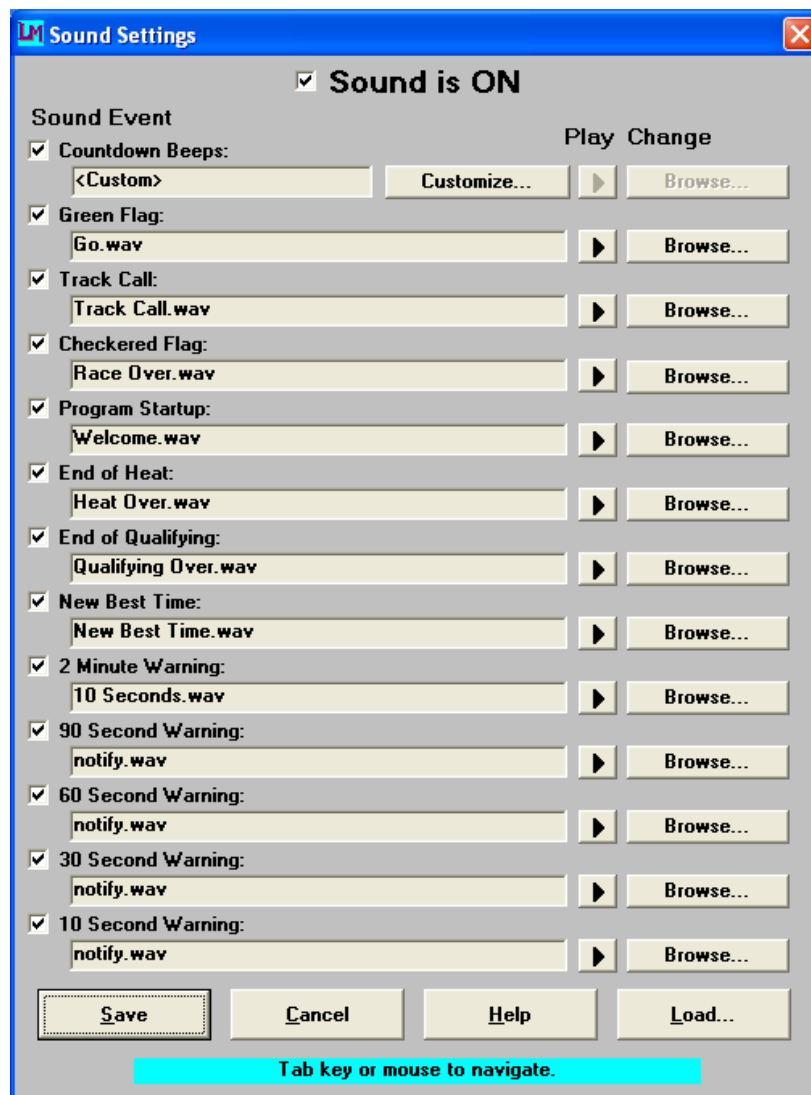 LM Sound Settings
Sound is ON
Sound Event
Play Change
Countdown Beeps:
<Custom> Customize... Browse...
Green Flag:
Go.wav Browse...
Track Call:
Track Call.wav Browse...
Checkered Flag:
Race Over.wav Browse...
Program Startup:
Welcome.wav Browse...
End of Heat:
Heat Over.wav Browse...
End of Qualifying:
Qualifying Over.wav Browse...
New Best Time:
New Best Time.wav Browse...
2 Minute Warning:
10 Seconds.wav Browse...
90 Second Warning:
notify.wav Browse...
60 Second Warning:
notify.wav Browse...
30 Second Warning:
notify.wav Browse...
10 Second Warning:
notify.wav Browse...
Save Cancel Help Load...
Tab key or mouse to navigate.